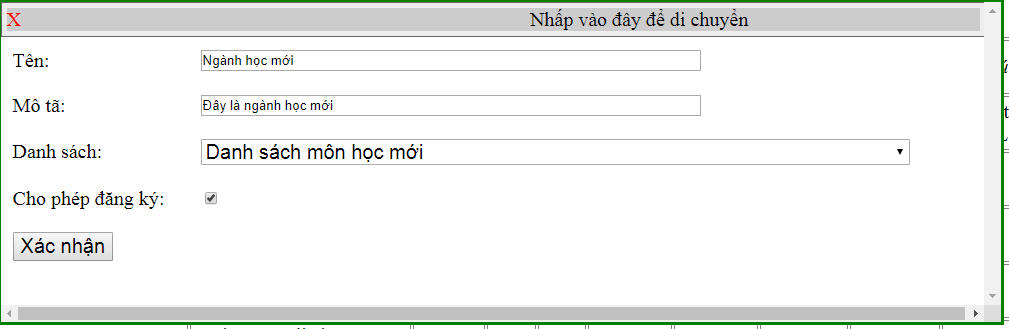 X Nhấp vào đây để di chuyển
Tên: Ngành học mới
Mô tã: Đây là ngành học mới
Danh sách: Danh sách môn học mới
Cho phép đăng ký:
Xác nhận